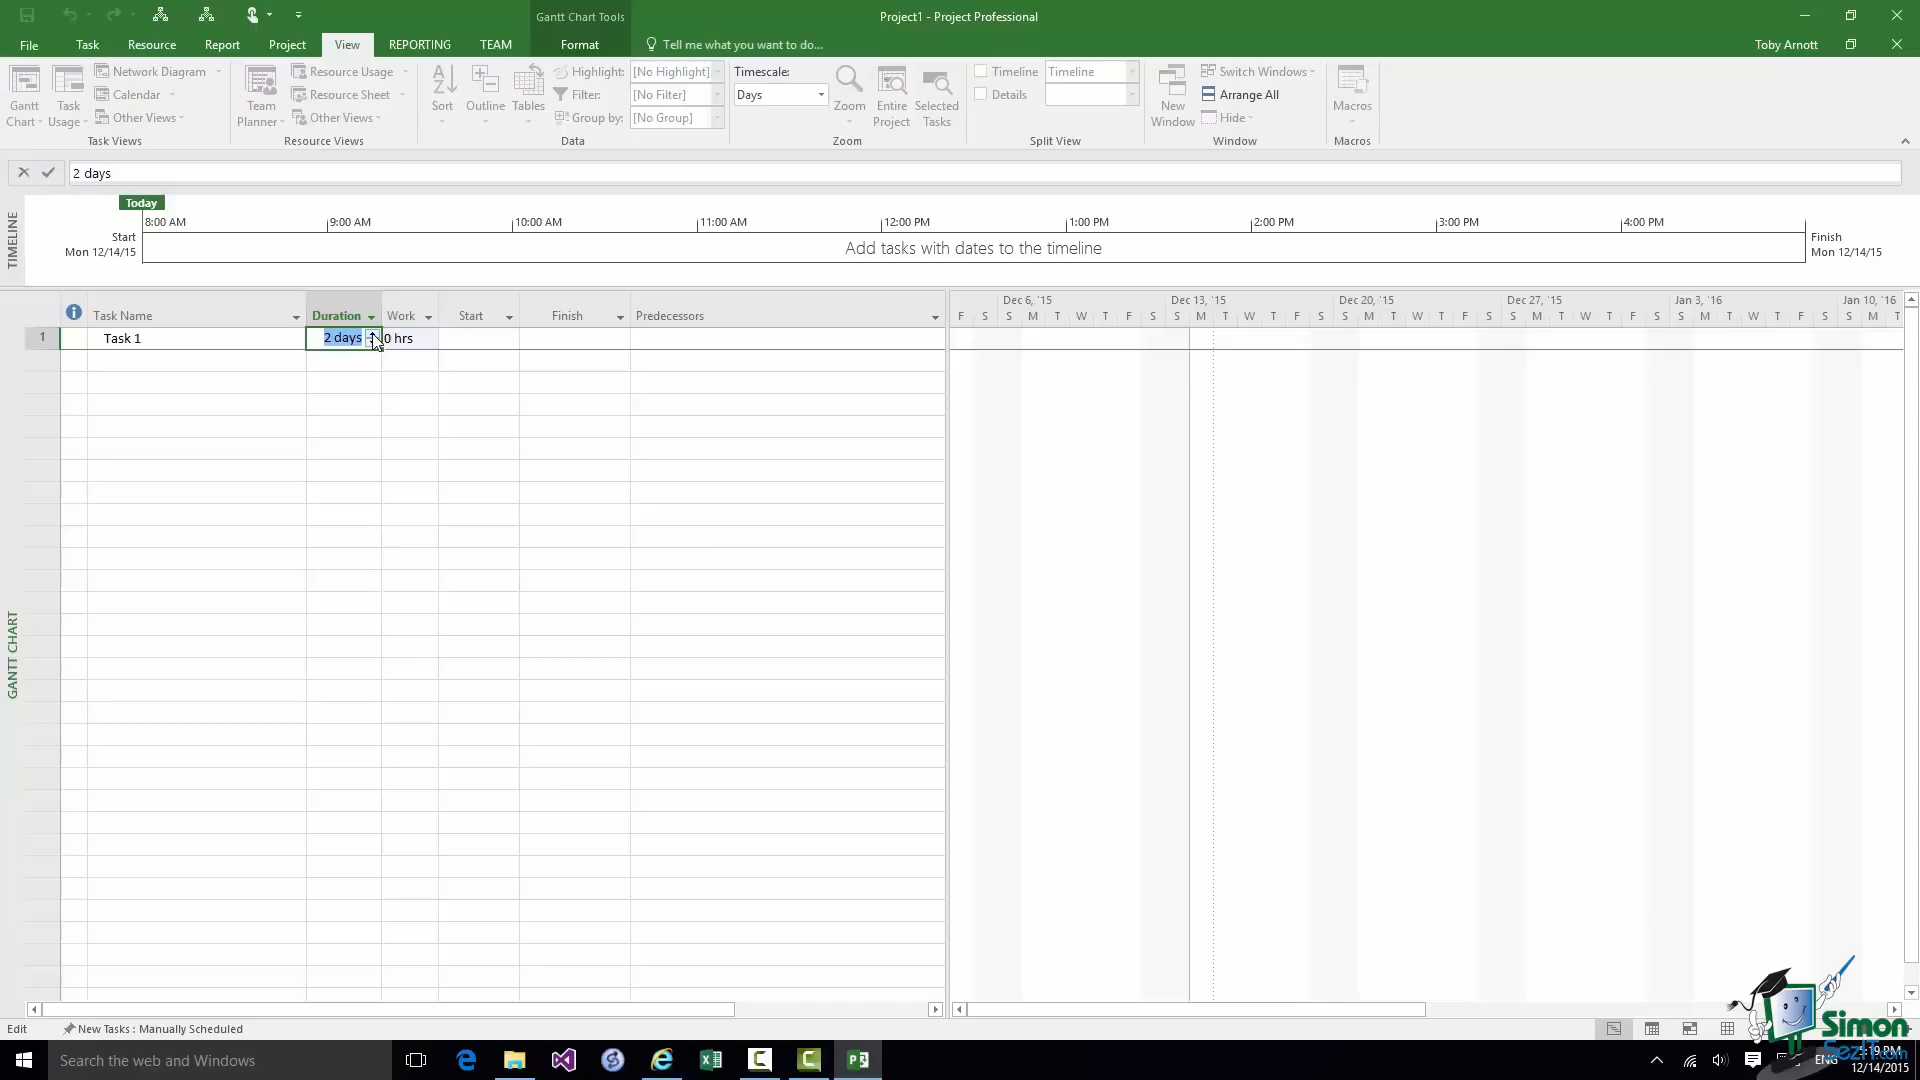 Gantt Chart Tools
Project1 - Project Professional
File Task Resource Report Project View REPORTING TEAM Format Tell me what you want to do... Toby Arnott
Gantt Chart
Task Usage
Network Diagram
Calendar
Other Views
Task Views
Team Planner
Resource Usage
Resource Sheet
Other Views
Resource Views
Sort
Outline
Tables
Highlight: [No Highlight]
Filter: [No Filter]
Group by: [No Group]
Data
Timescale:
Days
Zoom
Entire Project
Selected Tasks
Zoom
Timeline Timeline
Details
Split View
New Window
Switch Windows
Arrange All
Hide
Window
Macros
Macros
2 days
TIMELINE
Today
8:00 AM 9:00 AM 10:00 AM 11:00 AM 12:00 PM 1:00 PM 2:00 PM 3:00 PM 4:00 PM
Start
Mon 12/14/15
Add tasks with dates to the timeline
Finish
Mon 12/14/15
Task Name Duration Work Start Finish Predecessors
1 Task 1 2 days 0 hrs
Dec 6, '15 Dec 13, '15 Dec 20, '15 Dec 27, '15 Jan 3, '16 Jan 10, '16
F S S M T W T F S S M T W T F S S M T W T F S S M T W T F S S M T W T F S S M T
GANTT CHART
Edit New Tasks : Manually Scheduled
Simon
SezIT.com
Search the web and Windows
ENG
12/14/2015